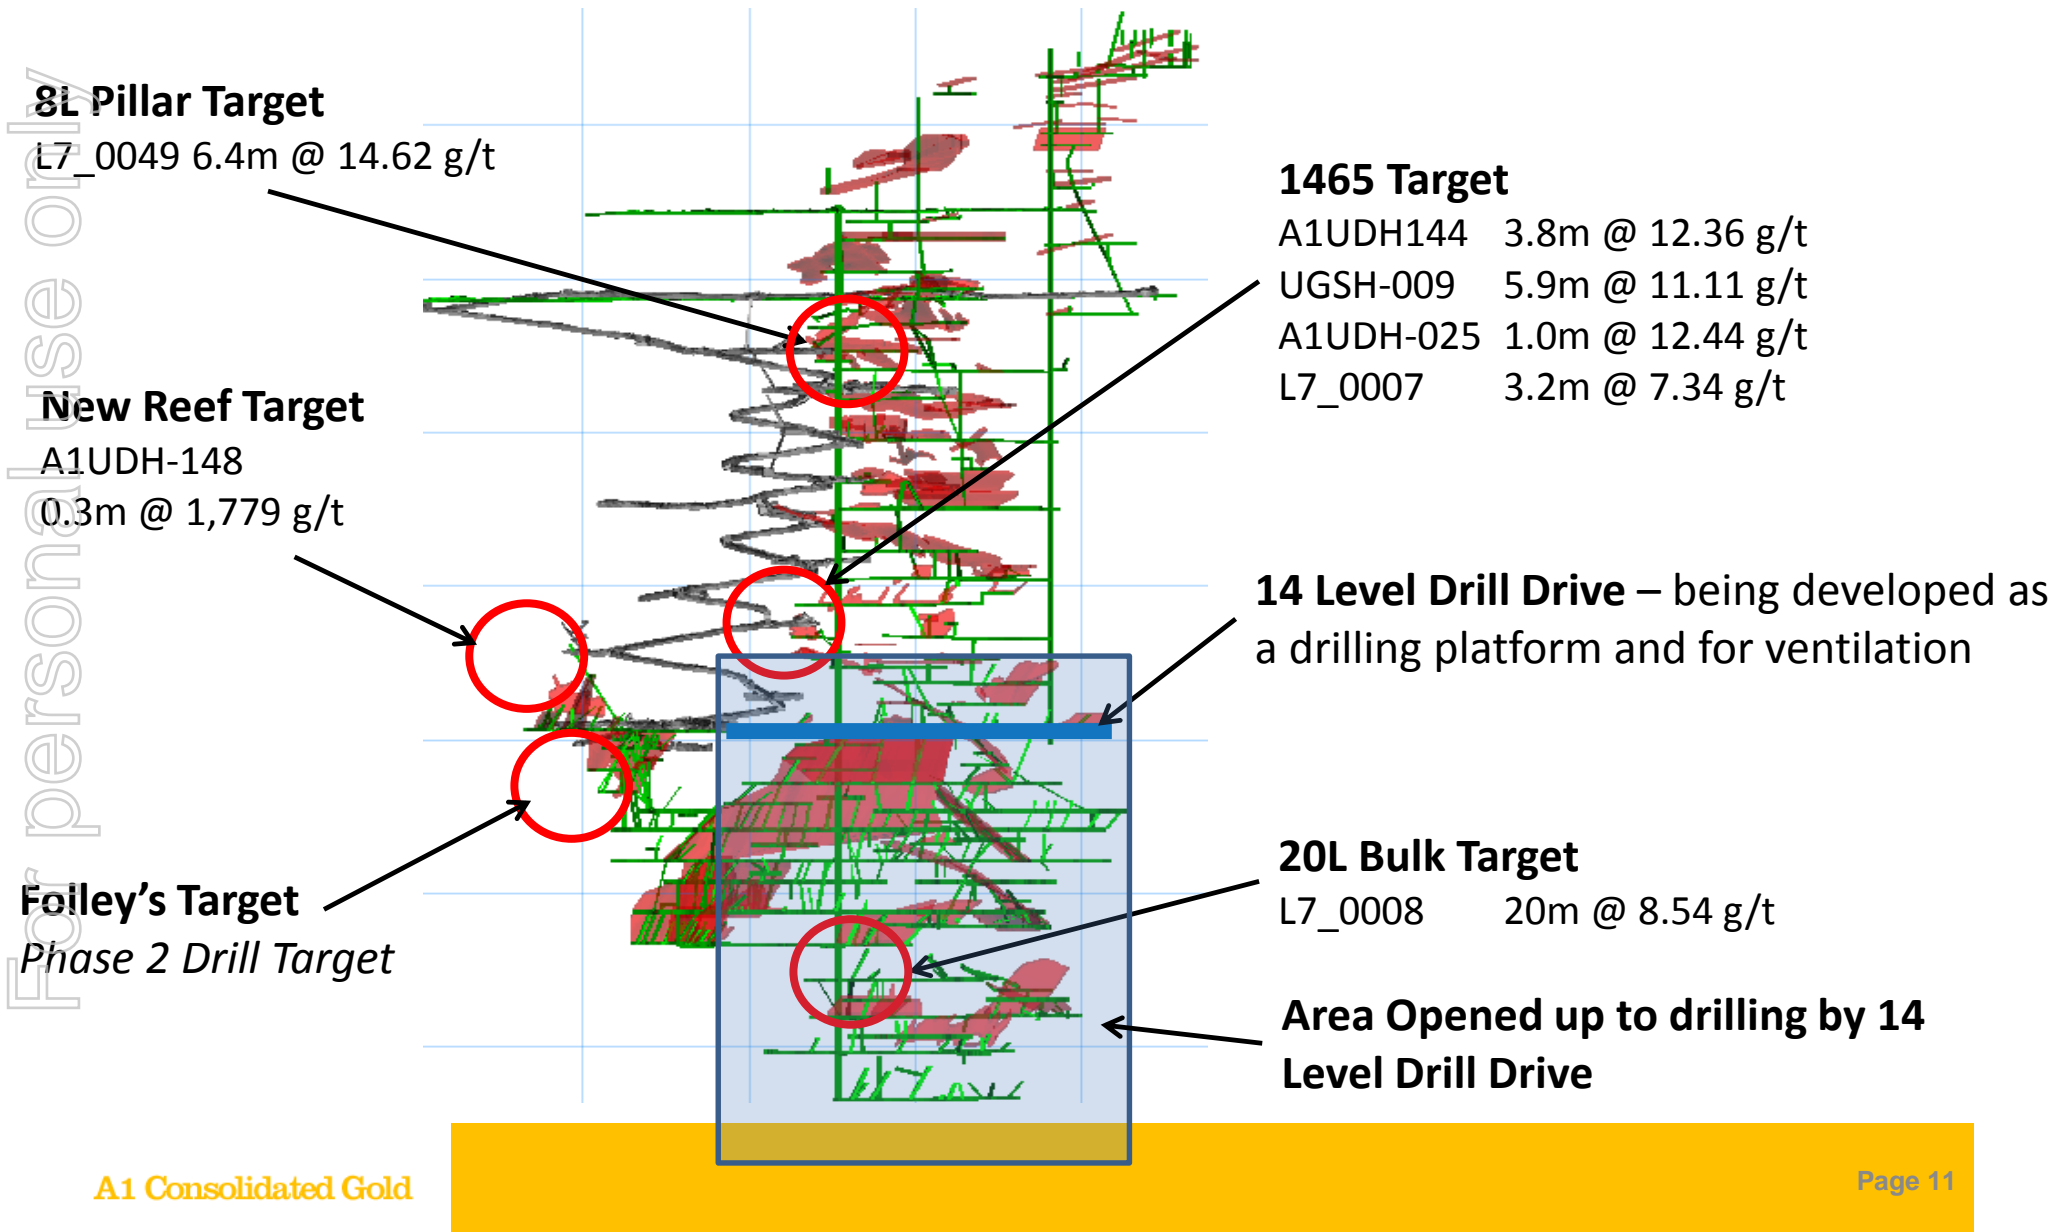 For personal use only
8L Pillar Target
L7_0049 6.4m @ 14.62 g/t
New Reef Target
A1UDH-148
0.3m @ 1,779 g/t
Folley’s Target
Phase 2 Drill Target
1465 Target
A1UDH144 3.8m @ 12.36 g/t
UGSH-009 5.9m @ 11.11 g/t
A1UDH-025 1.0m @ 12.44 g/t
L7_0007 3.2m @ 7.34 g/t
14 Level Drill Drive – being developed as
a drilling platform and for ventilation
20L Bulk Target
L7_0008 20m @ 8.54 g/t
Area Opened up to drilling by 14
Level Drill Drive
A1 Consolidated Gold
Page 11